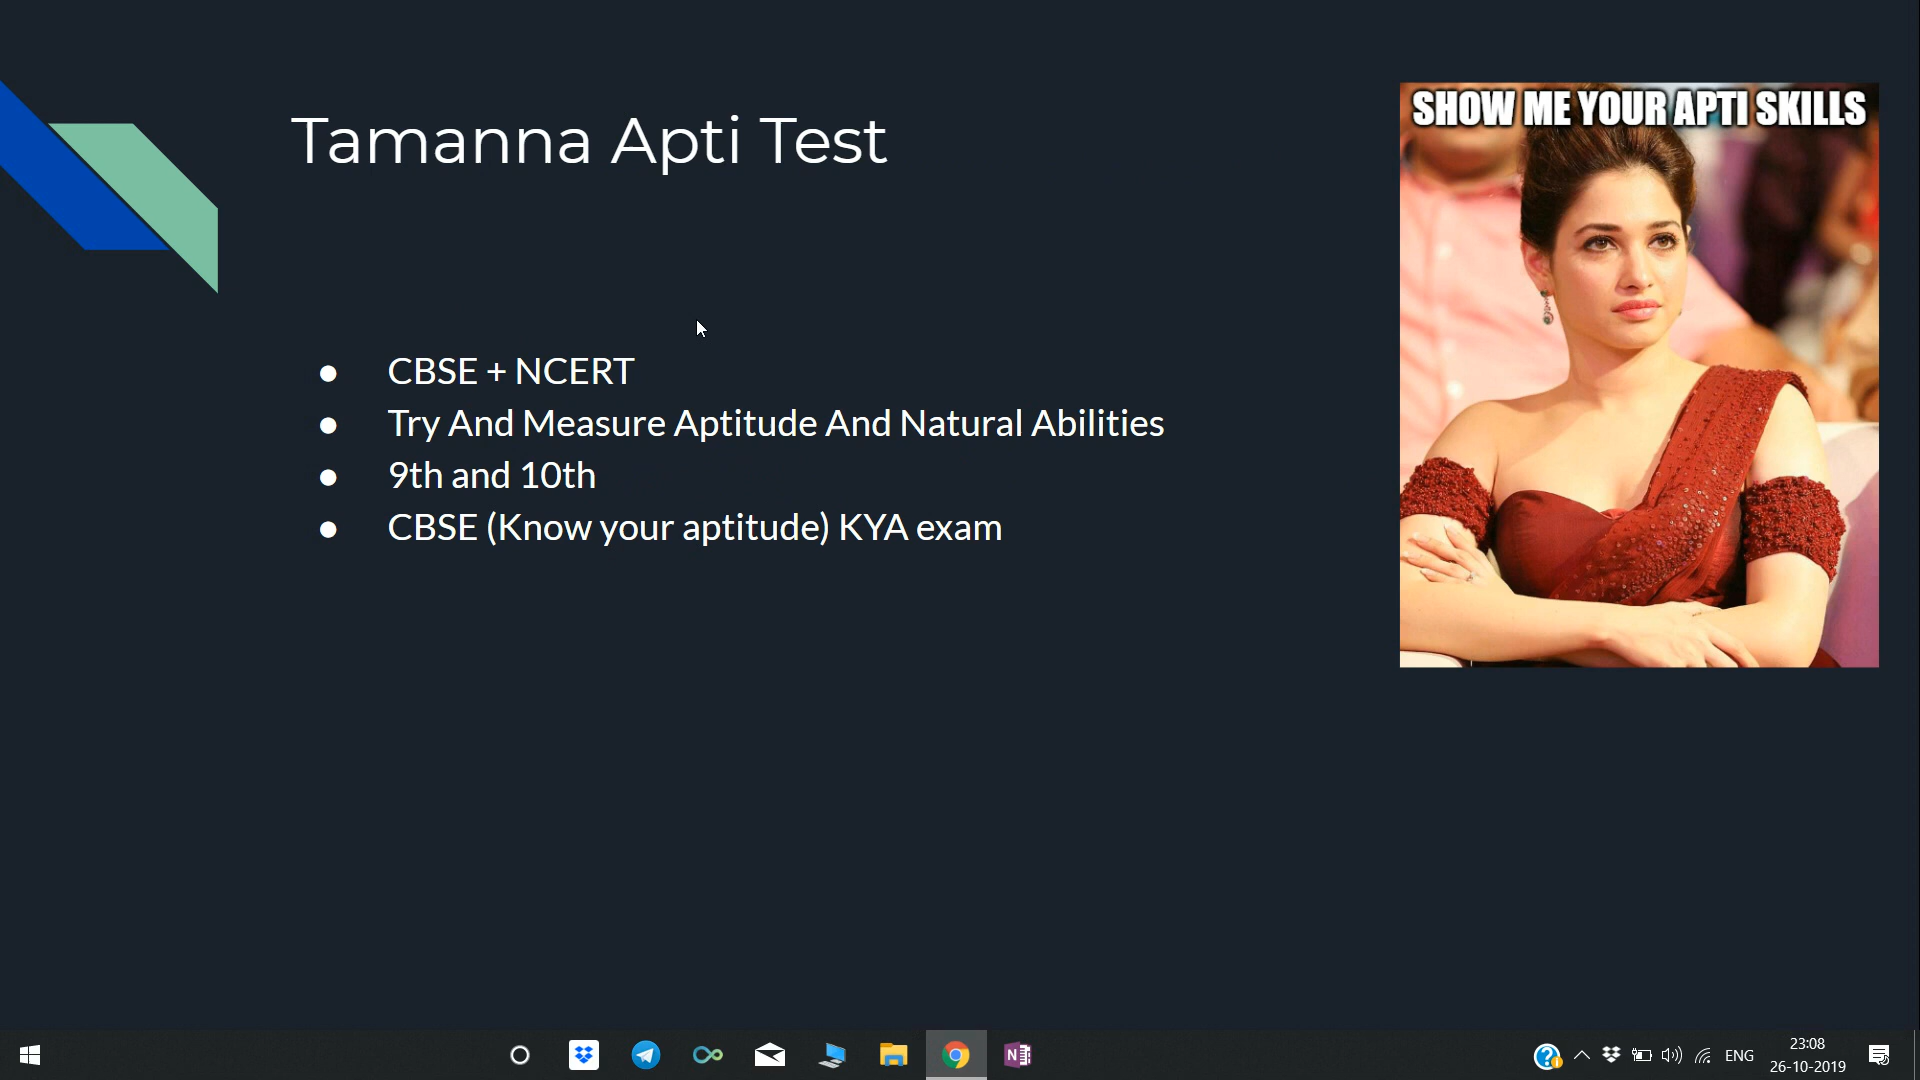 Tamanna Apti Test
SHOW ME YOUR APTI SKILLS
● CBSE + NCERT
● Try And Measure Aptitude And Natural Abilities
● 9th and 10th
● CBSE (Know your aptitude) KYA exam
ENG
23:08
26-10-2019